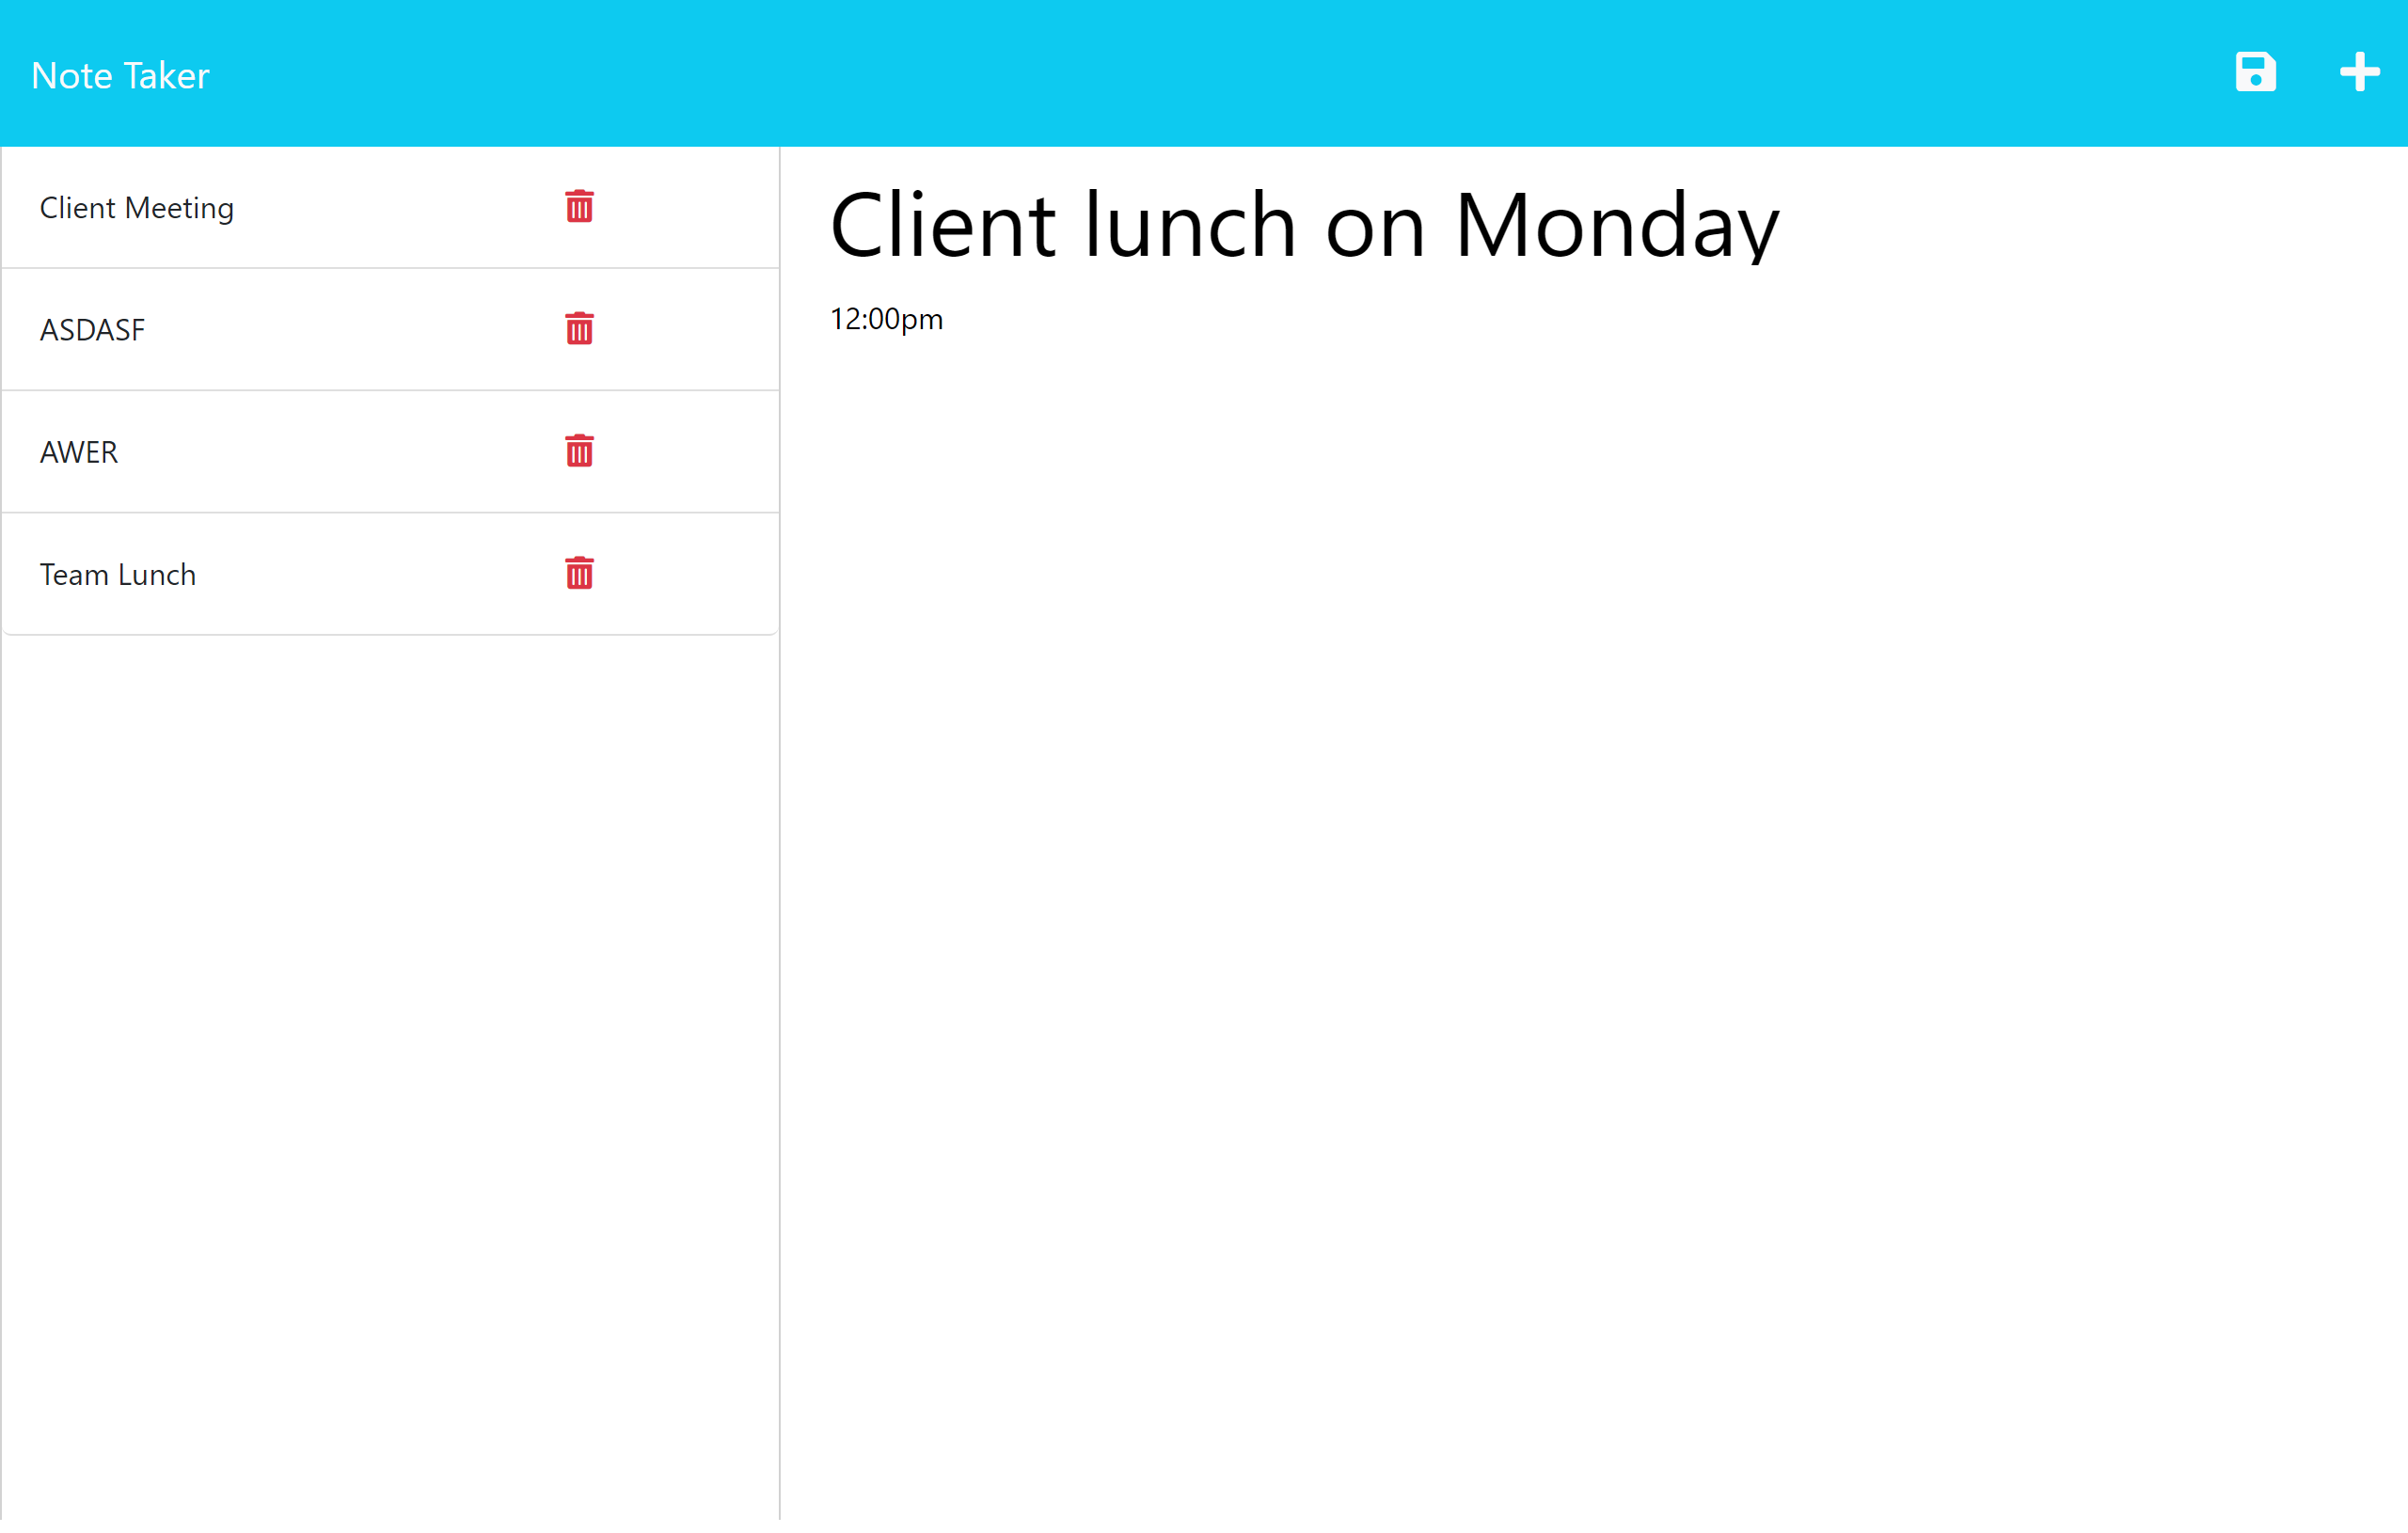 Note Taker
Client Meeting
ASDASF
AWER
Team Lunch
Client lunch on Monday
12:00pm